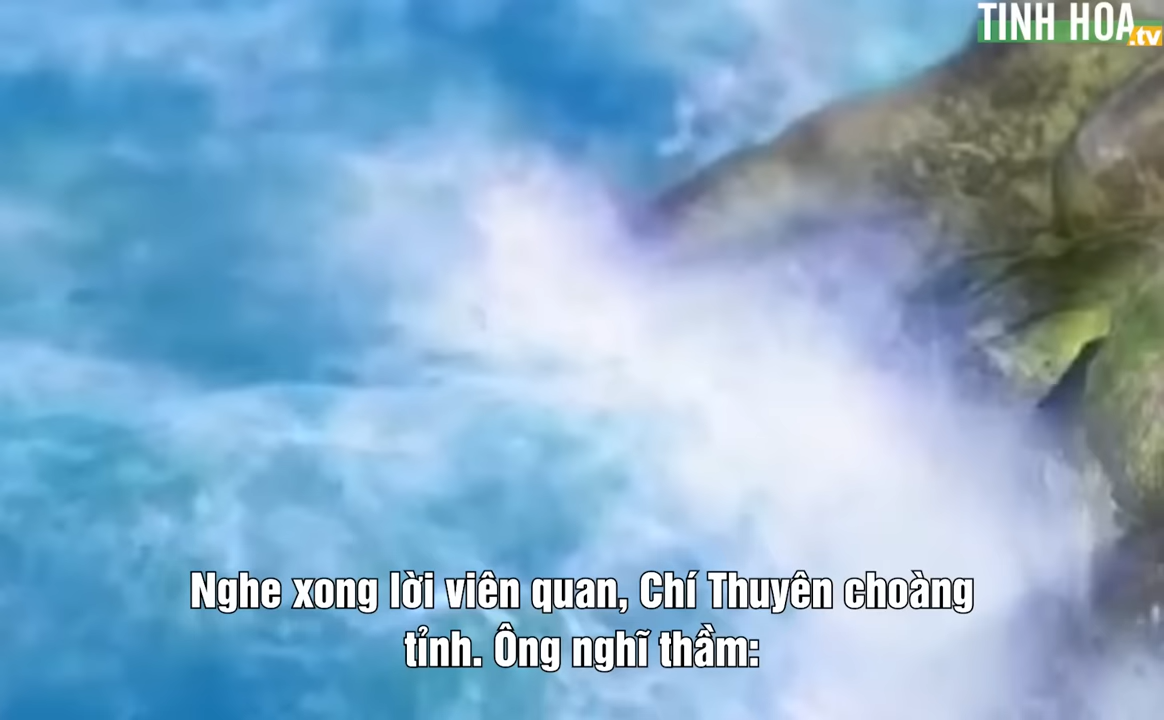 TINH HOA
.tv
Nghe xong lời viên quan, Chí Thuyên choàng
tỉnh. Ông nghĩ thầm: